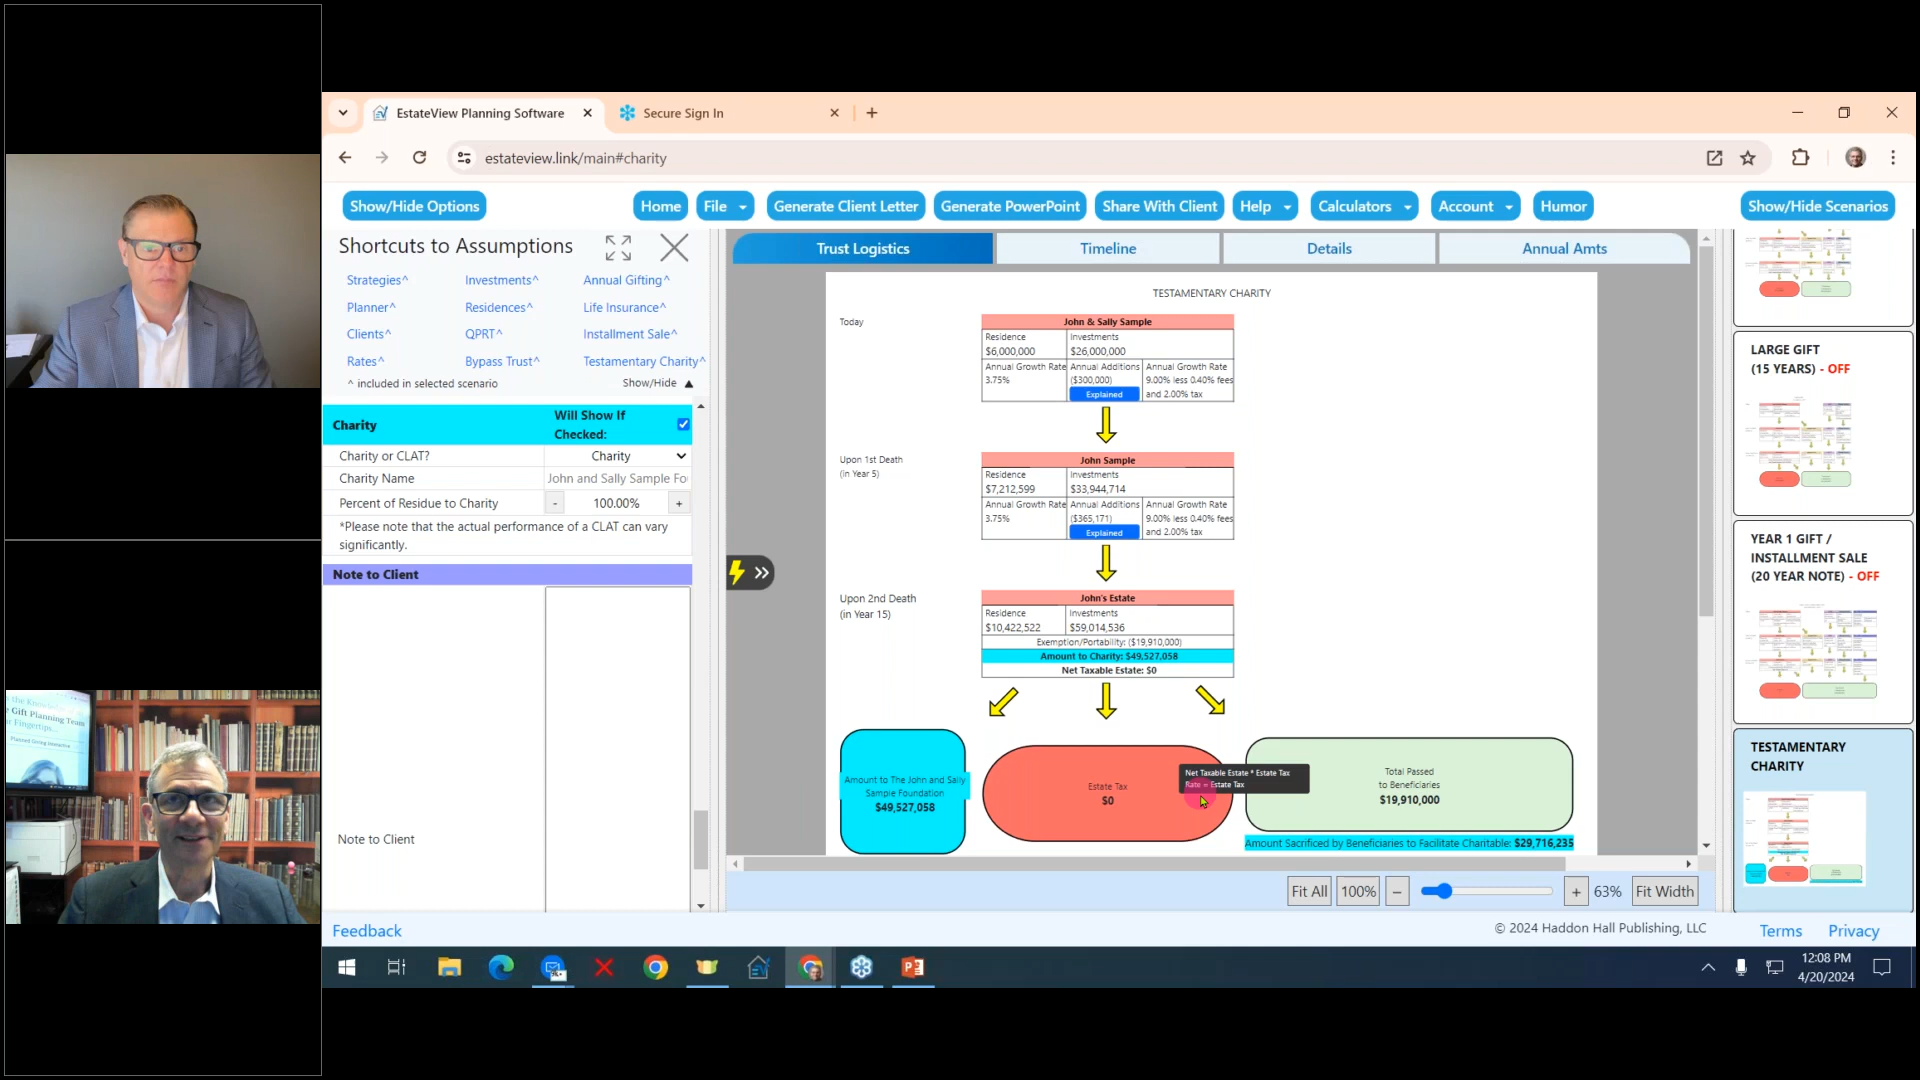 EstateView Planning Software
Secure Sign In
estateview.link/main#charity
Show/Hide Options
Home
File
Generate Client Letter
Generate PowerPoint
Share With Client
Help
Calculators
Account
Humor
Show/Hide Scenarios
Shortcuts to Assumptions
Strategies^ Investments^ Annual Gifting^
Planner^ Residences^ Life Insurance^
Clients^ QPRT^ Installment Sale^
Rates^ Bypass Trust^ Testamentary Charity^
^ included in selected scenario Show/Hide
Charity Will Show If
Checked:
Charity or CLAT? Charity
Charity Name John and Sally Sample Fo
Percent of Residue to Charity - 100.00% +
*Please note that the actual performance of a CLAT can vary
significantly.
Note to Client
Note to Client
Trust Logistics
Timeline
Details
Annual Amts
TESTAMENTARY CHARITY
Today
John & Sally Sample
Residence Investments
$6,000,000 $26,000,000
Annual Growth Rate Annual Additions Annual Growth Rate
3.75% ($300,000) 9.00% less 0.40% fees
Explained and 2.00% tax
Upon 1st Death
(in Year 5)
John Sample
Residence Investments
$7,212,599 $33,944,714
Annual Growth Rate Annual Additions Annual Growth Rate
3.75% ($365,171) 9.00% less 0.40% fees
Explained and 2.00% tax
Upon 2nd Death
(in Year 15)
John's Estate
Residence Investments
$10,422,522 $59,014,536
Exemption/Portability: ($19,910,000)
Amount to Charity: $49,527,058
Net Taxable Estate: $0
Amount to The John and Sally
Sample Foundation
$49,527,058
Estate Tax
$0
Net Taxable Estate * Estate Tax
Rate = Estate Tax
Total Passed
to Beneficiaries
$19,910,000
Amount Sacrificed by Beneficiaries to Facilitate Charitable: $29,716,235
Fit All
100%
−
+
63%
Fit Width
LARGE GIFT
(15 YEARS) - OFF
YEAR 1 GIFT /
INSTALLMENT SALE
(20 YEAR NOTE) - OFF
TESTAMENTARY
CHARITY
Feedback
© 2024 Haddon Hall Publishing, LLC
Terms
Privacy
12:08 PM
4/20/2024
Gift Planning Team
Fingertips...